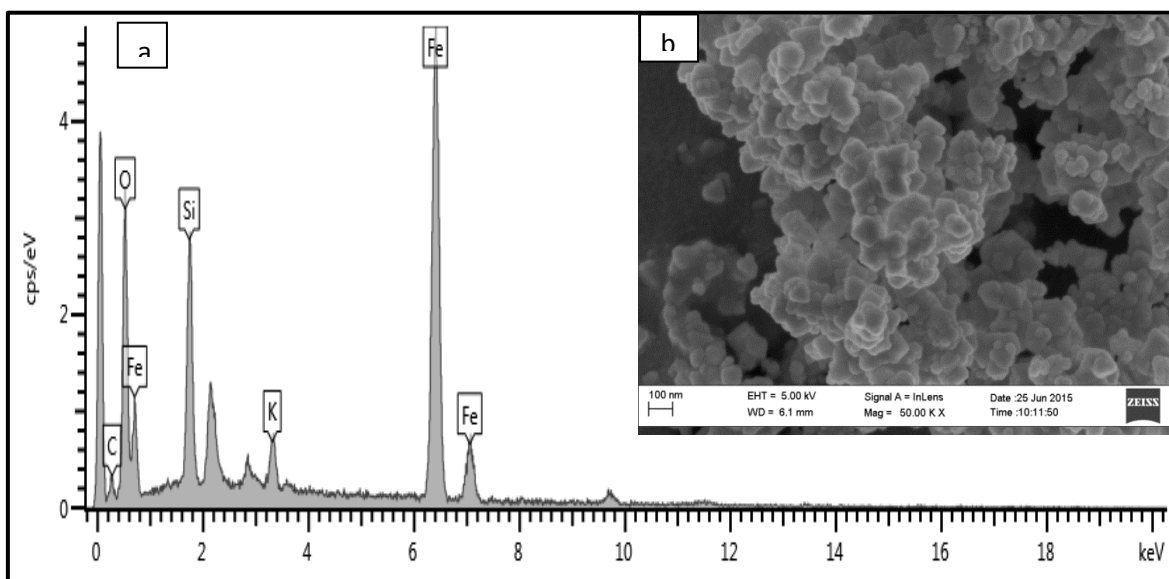 a
b
Fe
4
O
Si
cps/eV
2
Fe
K
Fe
C
0
0 2 4 6 8 10 12 14 16 18 keV
100 nm
EHT = 5.00 kV
Signal A = InLens
Date :25 Jun 2015
WD = 6.1 mm
Mag = 50.00 K X
Time :10:11:50
ZEISS